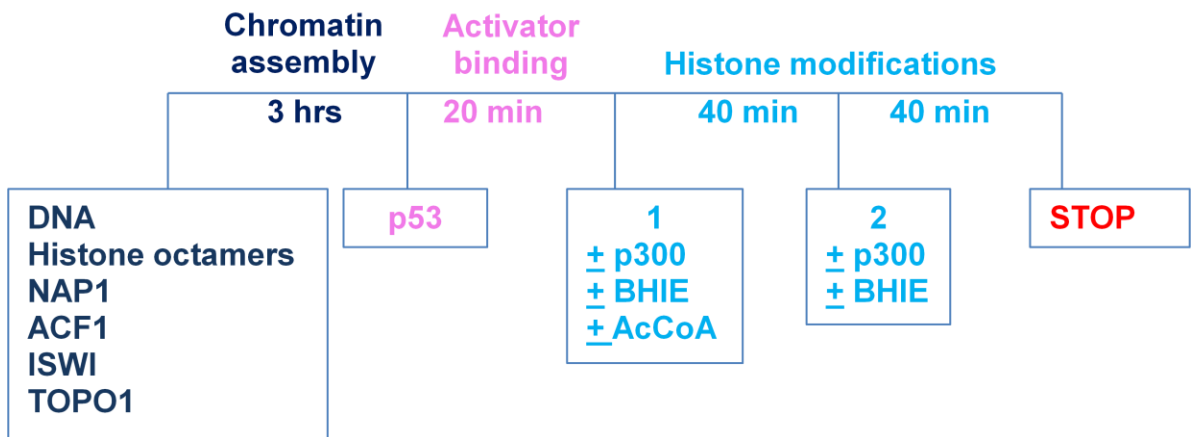 Chromatin
assembly
Activator
binding
Histone modifications
3 hrs
20 min
40 min
40 min
DNA
Histone octamers
NAP1
ACF1
ISWI
TOPO1
p53
1
+ p300
+ BHIE
+ AcCoA
2
+ p300
+ BHIE
STOP